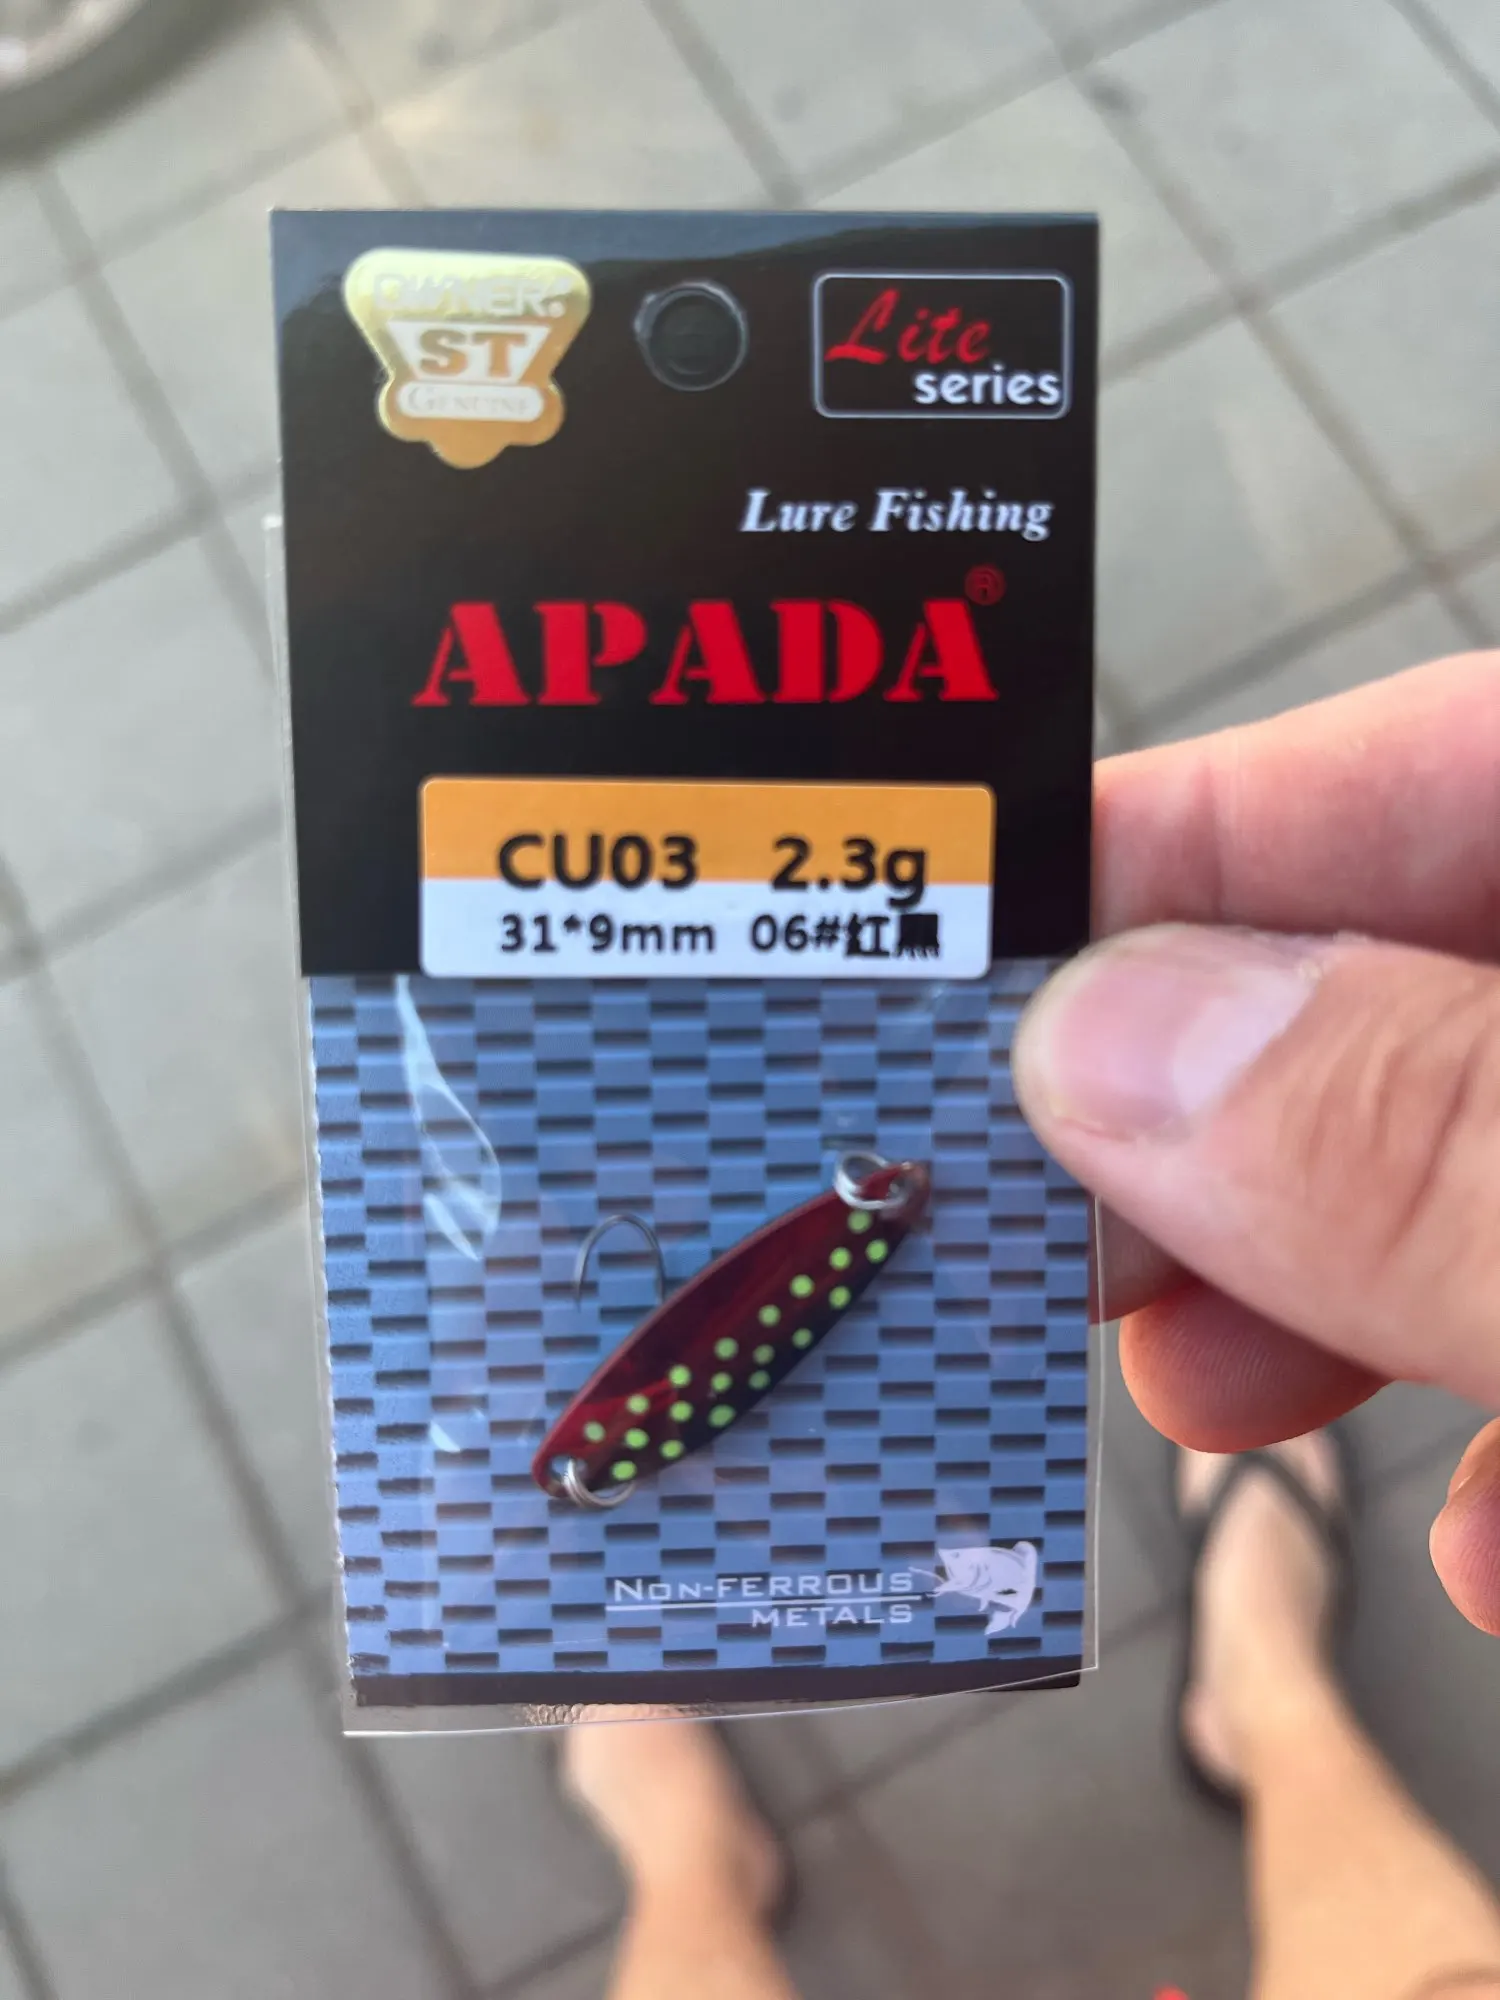 OWNER
ST
GENUINE
Lite
series
Lure Fishing
APADA®
CU03 2.3g
31*9mm 06#红黑
NON-FERROUS
METALS